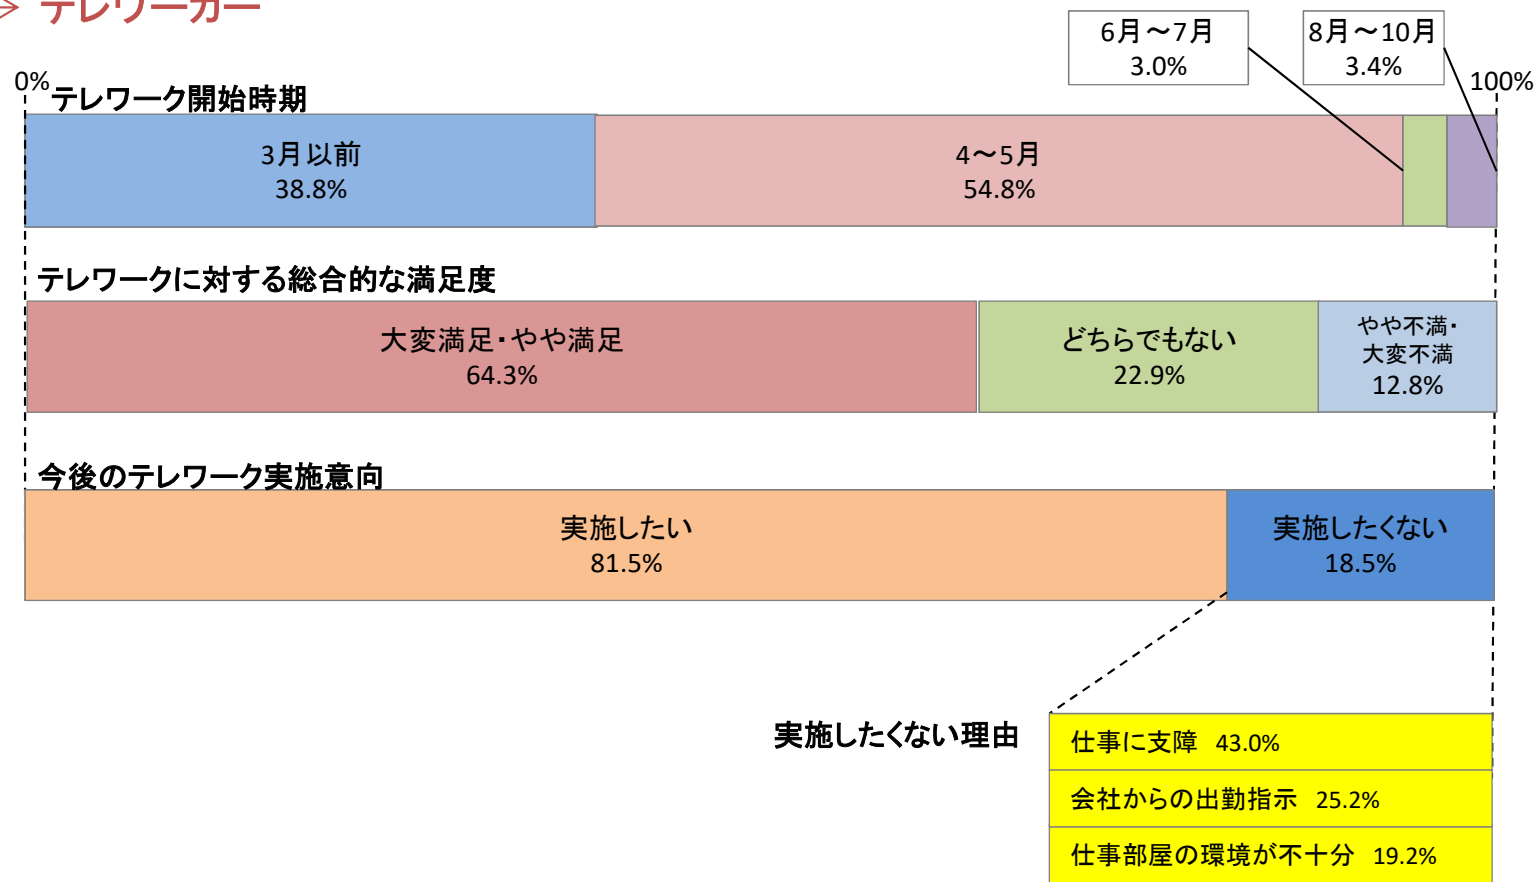 テレワーカー
6月～7月
3.0%
8月～10月
3.4%
0%
100%
テレワーク開始時期
3月以前
38.8%
4～5月
54.8%
テレワークに対する総合的な満足度
大変満足・やや満足
64.3%
どちらでもない
22.9%
やや不満・
大変不満
12.8%
今後のテレワーク実施意向
実施したい
81.5%
実施したくない
18.5%
実施したくない理由
仕事に支障 43.0%
会社からの出勤指示 25.2%
仕事部屋の環境が不十分 19.2%